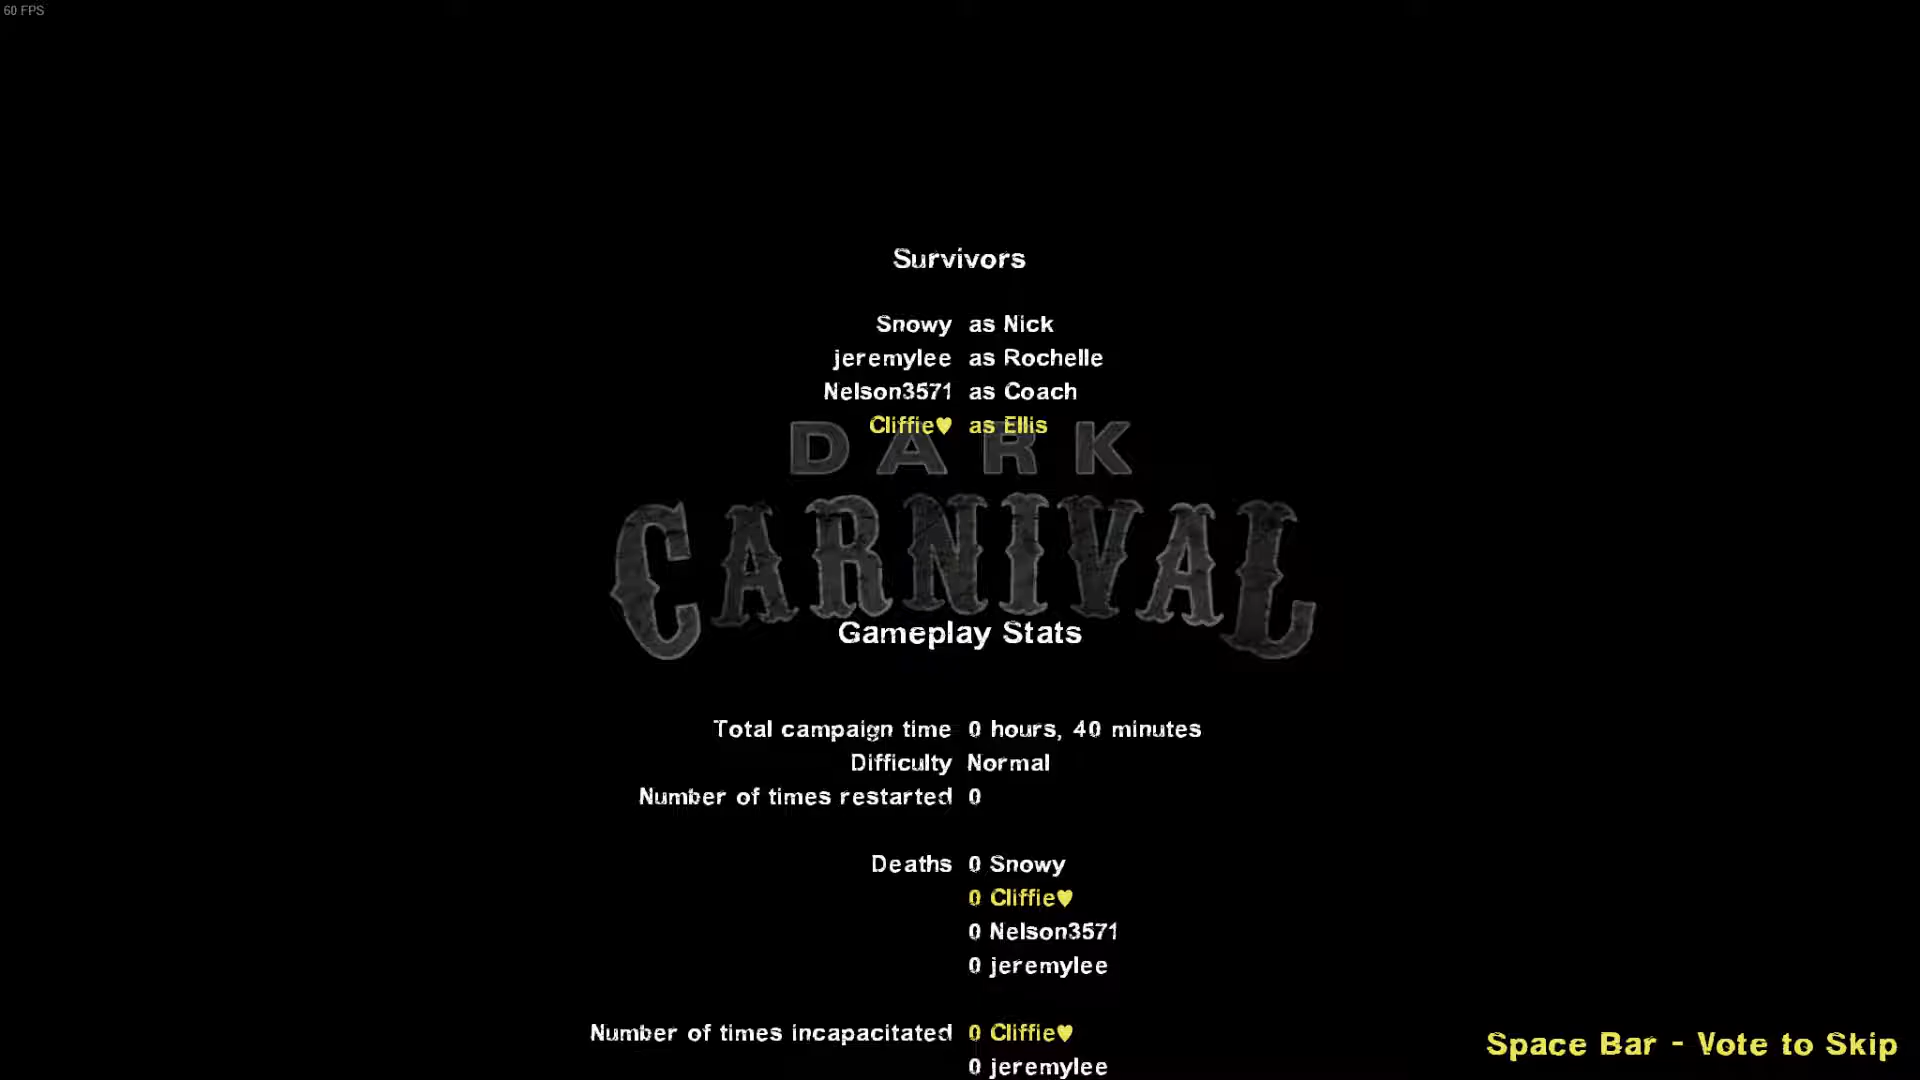 60 FPS
Survivors
Snowy as Nick
jeremylee as Rochelle
Nelson3571 as Coach
Cliffie♥ as Ellis
DARK
CARNIVAL
Gameplay Stats
Total campaign time 0 hours, 40 minutes
Difficulty Normal
Number of times restarted 0
Deaths 0 Snowy
0 Cliffie♥
0 Nelson3571
0 jeremylee
Number of times incapacitated 0 Cliffie♥
0 jeremylee
Space Bar - Vote to Skip